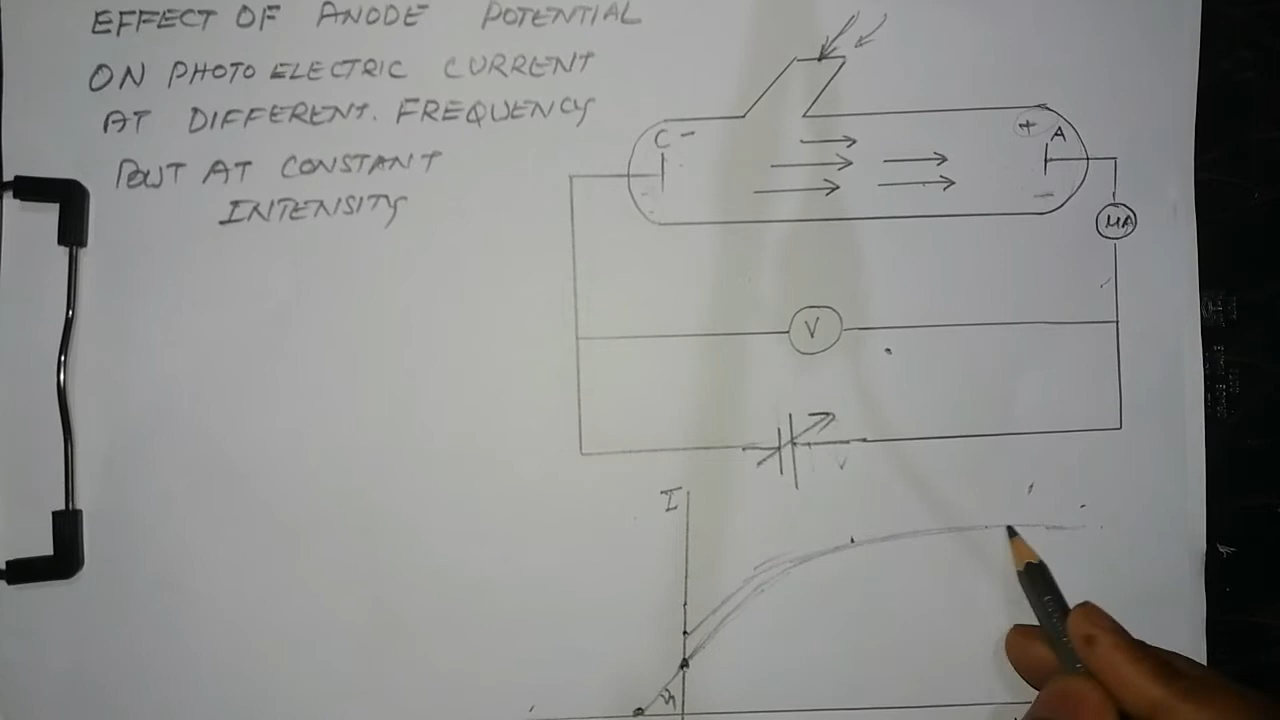 EFFECT OF ANODE POTENTIAL
ON PHOTO ELECTRIC CURRENT
AT DIFFERENT. FREQUENCY
BUT AT CONSTANT
INTENSITY
C -
+ A
-
MA
V
V
I